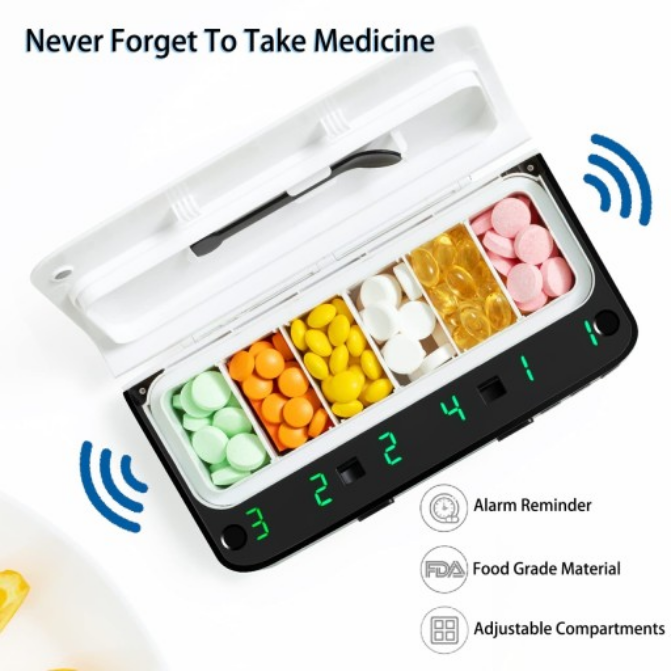 Never Forget To Take Medicine
3 2 2 4 1 1
Alarm Reminder
FDA Food Grade Material
Adjustable Compartments